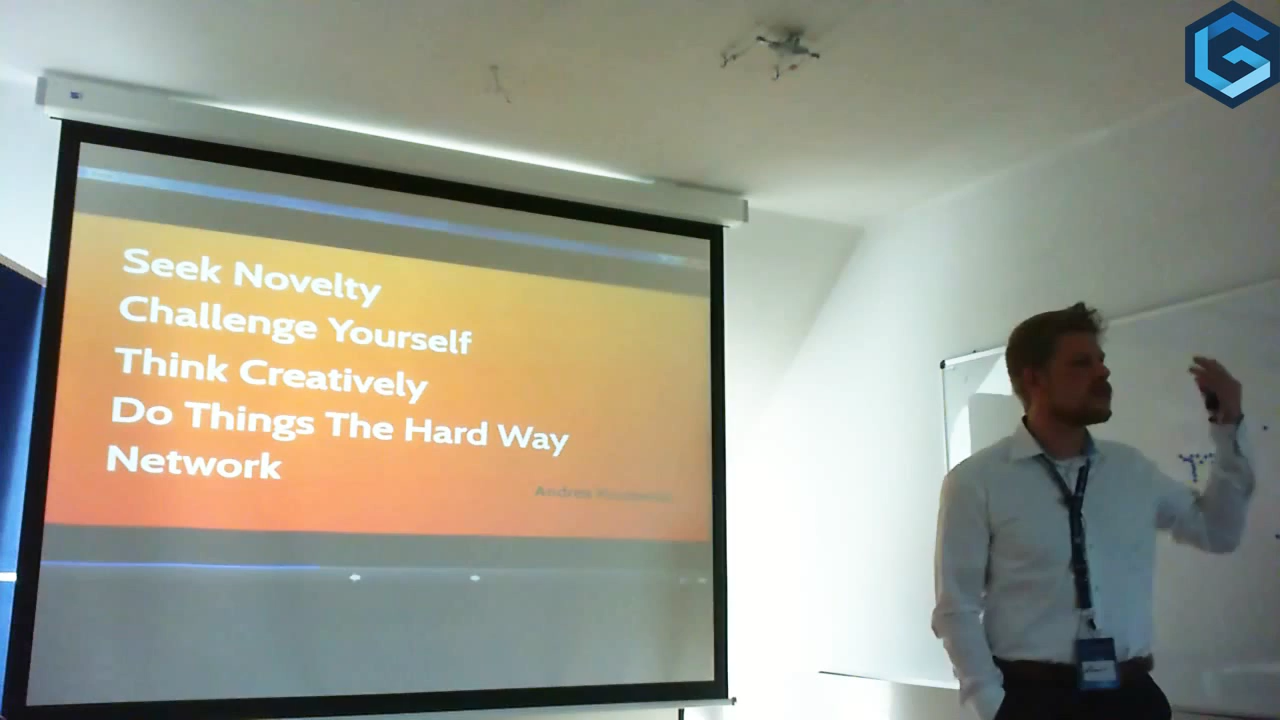 Seek Novelty
Challenge Yourself
Think Creatively
Do Things The Hard Way
Network